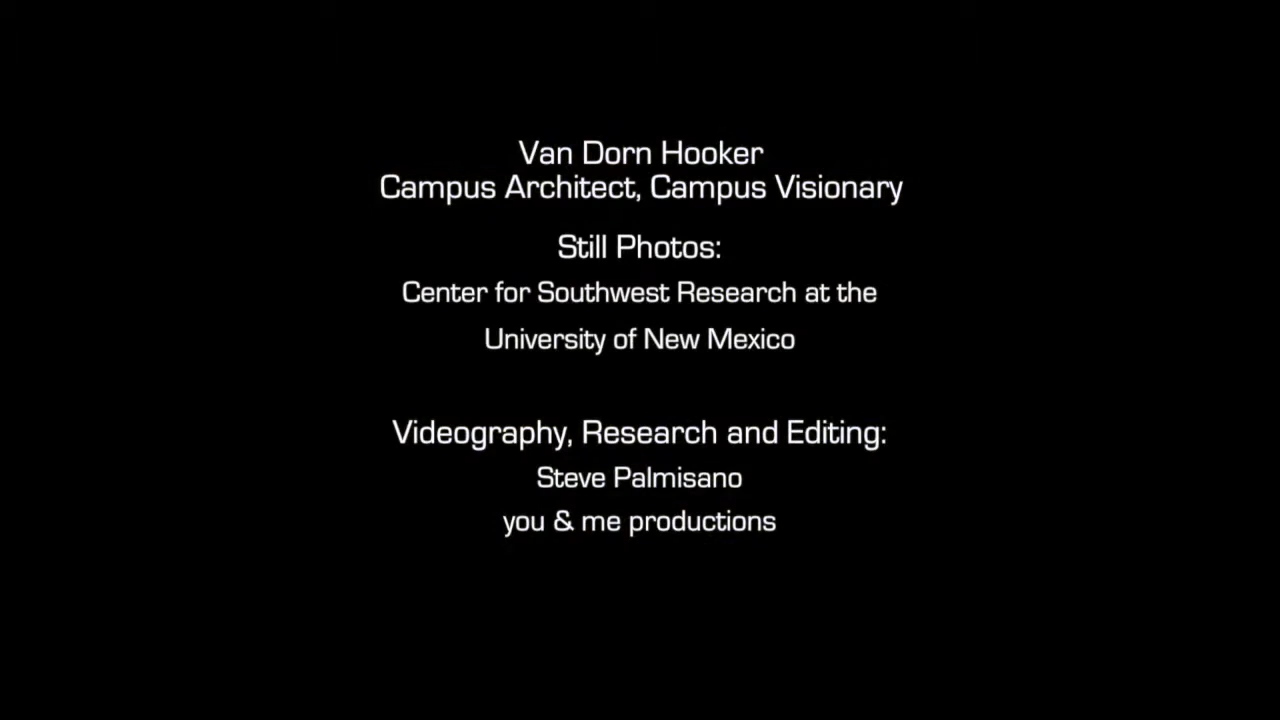 Van Dorn Hooker
Campus Architect, Campus Visionary
Still Photos:
Center for Southwest Research at the
University of New Mexico
Videography, Research and Editing:
Steve Palmisano
you & me productions